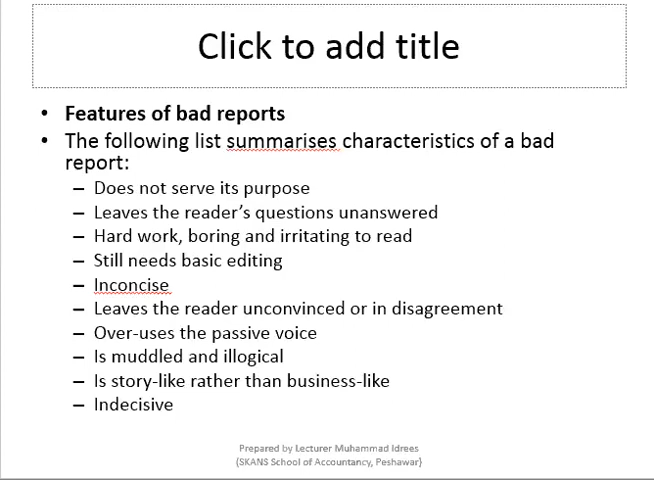 Click to add title
• Features of bad reports
• The following list summarises characteristics of a bad
report:
– Does not serve its purpose
– Leaves the reader's questions unanswered
– Hard work, boring and irritating to read
– Still needs basic editing
– Inconcise
– Leaves the reader unconvinced or in disagreement
– Over-uses the passive voice
– Is muddled and illogical
– Is story-like rather than business-like
– Indecisive
Prepared by Lecturer Muhammad Idrees
(SKANS School of Accountancy, Peshawar)